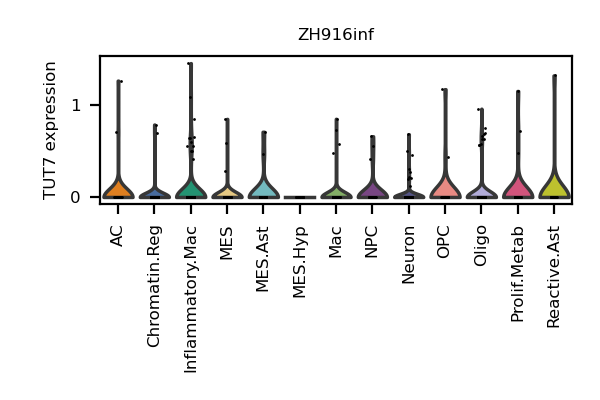 ZH916inf
TUT7 expression
1
0
AC
Chromatin.Reg
Inflammatory.Mac
MES
MES.Ast
MES.Hyp
Mac
NPC
Neuron
OPC
Oligo
Prolif.Metab
Reactive.Ast